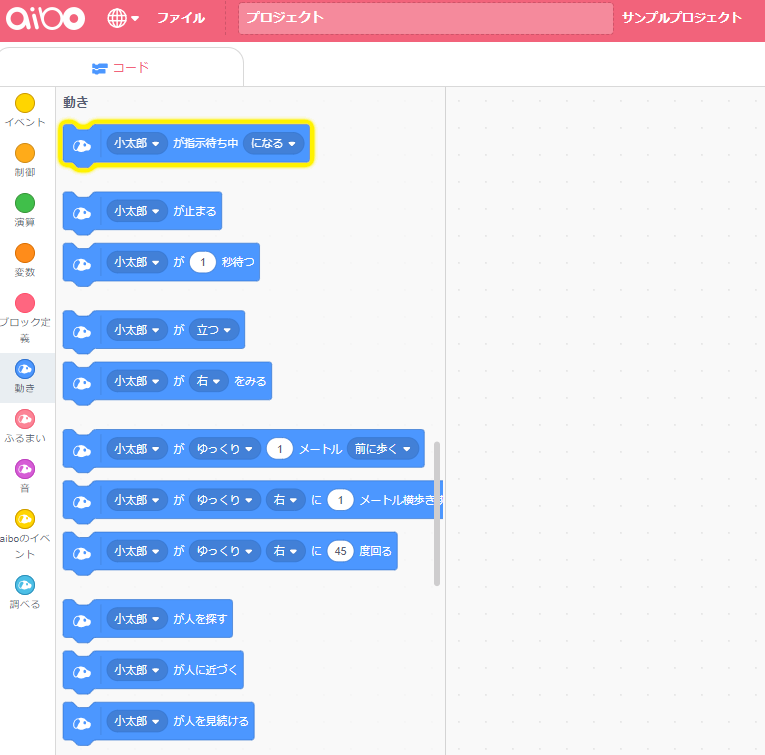 aibo ファイル プロジェクト サンプルプロジェクト
コード
イベント
制御
演算
変数
ブロック定
義
動き
ふるまい
音
aiboのイベ
ント
調べる
動き
小太郎 が指示待ち中 になる
小太郎 が止まる
小太郎 が 1 秒待つ
小太郎 が 立つ
小太郎 が 右 をみる
小太郎 が ゆっくり 1 メートル 前に歩く
小太郎 が ゆっくり 右 に 1 メートル横歩き
小太郎 が ゆっくり 右 に 45 度回る
小太郎 が人を探す
小太郎 が人に近づく
小太郎 が人を見続ける